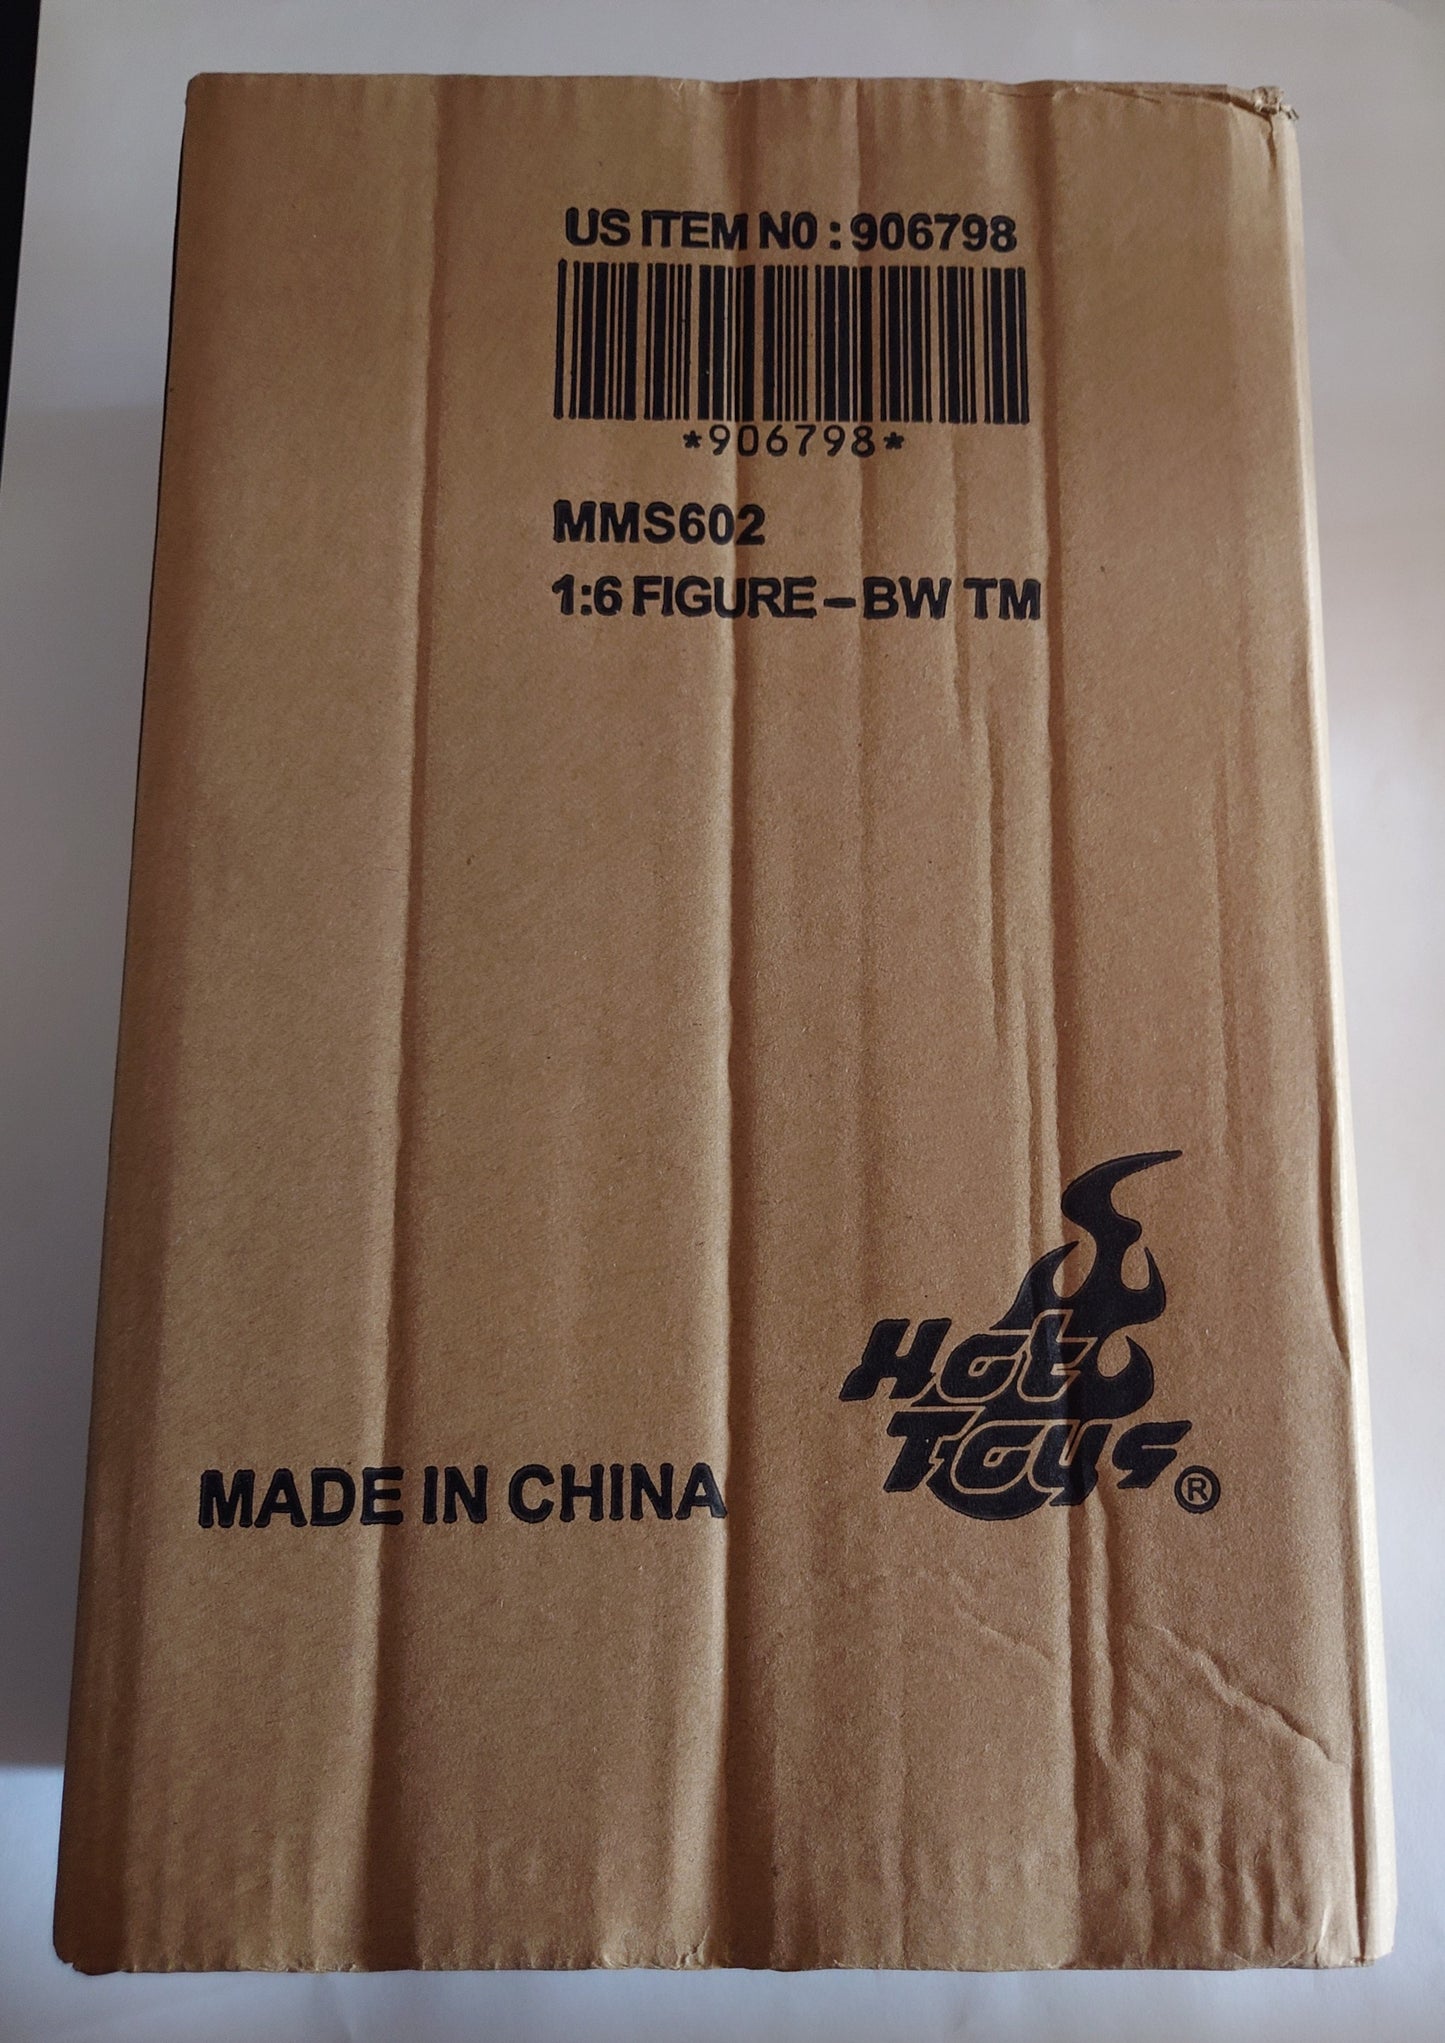 US ITEM N0 : 906798
*906798*
MMS602
1:6 FIGURE – BW TM
Hot
Toys ®
MADE IN CHINA